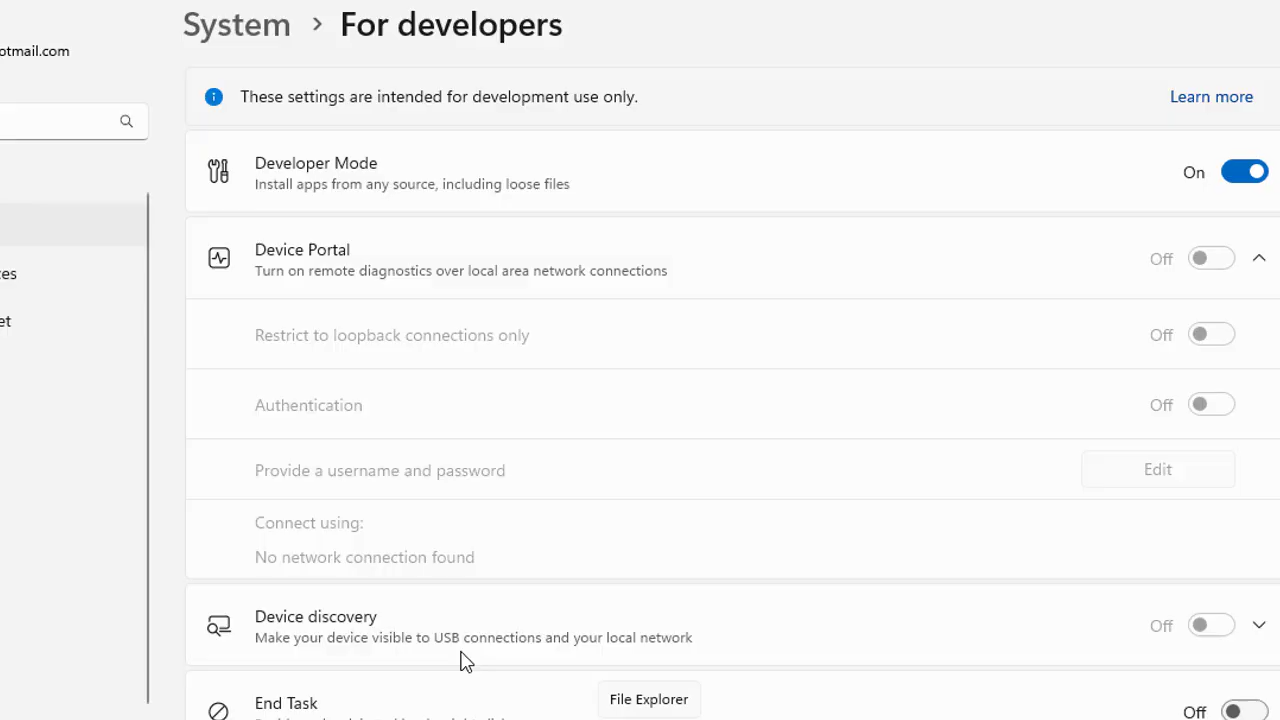 System > For developers
otmail.com
These settings are intended for development use only.
Learn more
Developer Mode
Install apps from any source, including loose files
On
Device Portal
Turn on remote diagnostics over local area network connections
Off
ces
Restrict to loopback connections only
Off
et
Authentication
Off
Provide a username and password
Edit
Connect using:
No network connection found
Device discovery
Make your device visible to USB connections and your local network
Off
End Task
Off
File Explorer